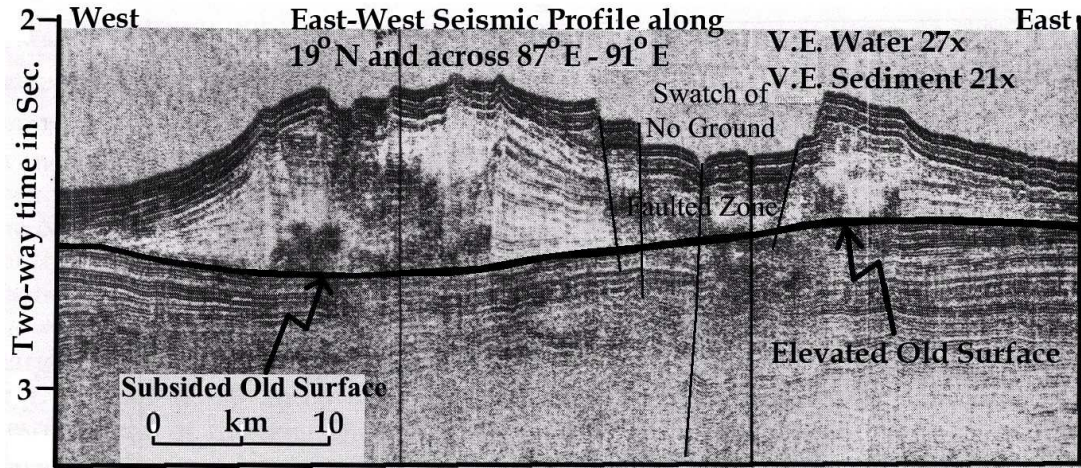 2
West
East-West Seismic Profile along
19°N and across 87°E - 91°E
V.E. Water 27x
V.E. Sediment 21x
East
Two-way time in Sec.
Swatch of
No Ground
Faulted Zone
Elevated Old Surface
3
Subsided Old Surface
0 km 10